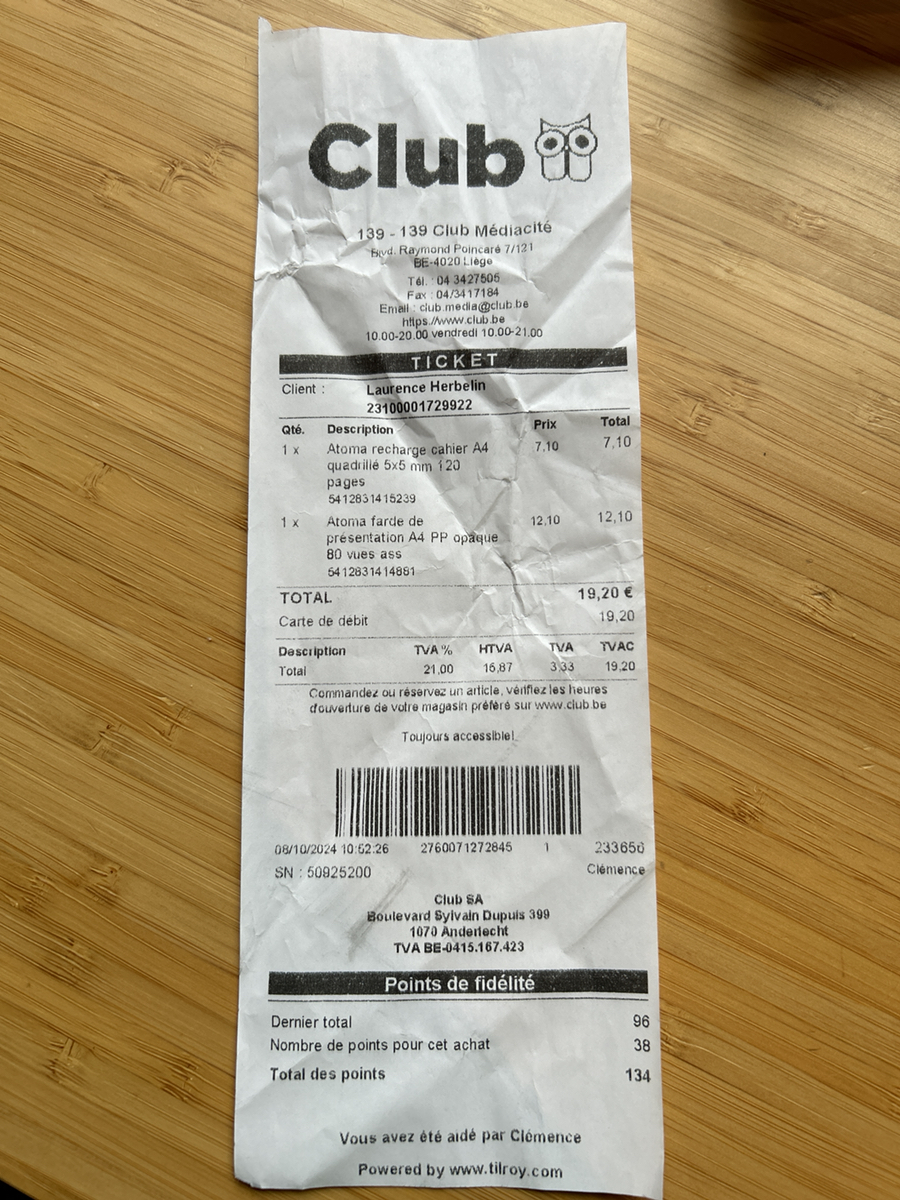 Club
139 - 139 Club Médiacité
Blvd. Raymond Poincaré 7/121
BE-4020 Liège
Tél. : 04 3427505
Fax : 04/3417184
Email : club.media@club.be
https://www.club.be
10.00-20.00 vendredi 10.00-21.00
TICKET
Client : Laurence Herbelin
23100001729922
Qté. Description Prix Total
1 x Atoma recharge cahier A4 7,10 7,10
quadrillé 5x5 mm 120
pages
5412831415239
1 x Atoma farde de 12,10 12,10
présentation A4 PP opaque
80 vues ass
5412831414881
TOTAL 19,20 €
Carte de débit 19,20
Description TVA % HTVA TVA TVAC
Total 21,00 15,87 3,33 19,20
Commandez ou réservez un article, vérifiez les heures
d'ouverture de votre magasin préféré sur www.club.be
Toujours accessible!
08/10/2024 10:52:26 2760071272845 1 233656
SN : 50925200 Clémence
Club SA
Boulevard Sylvain Dupuis 399
1070 Anderlecht
TVA BE-0415.167.423
Points de fidélité
Dernier total 96
Nombre de points pour cet achat 38
Total des points 134
Vous avez été aidé par Clémence
Powered by www.tilroy.com